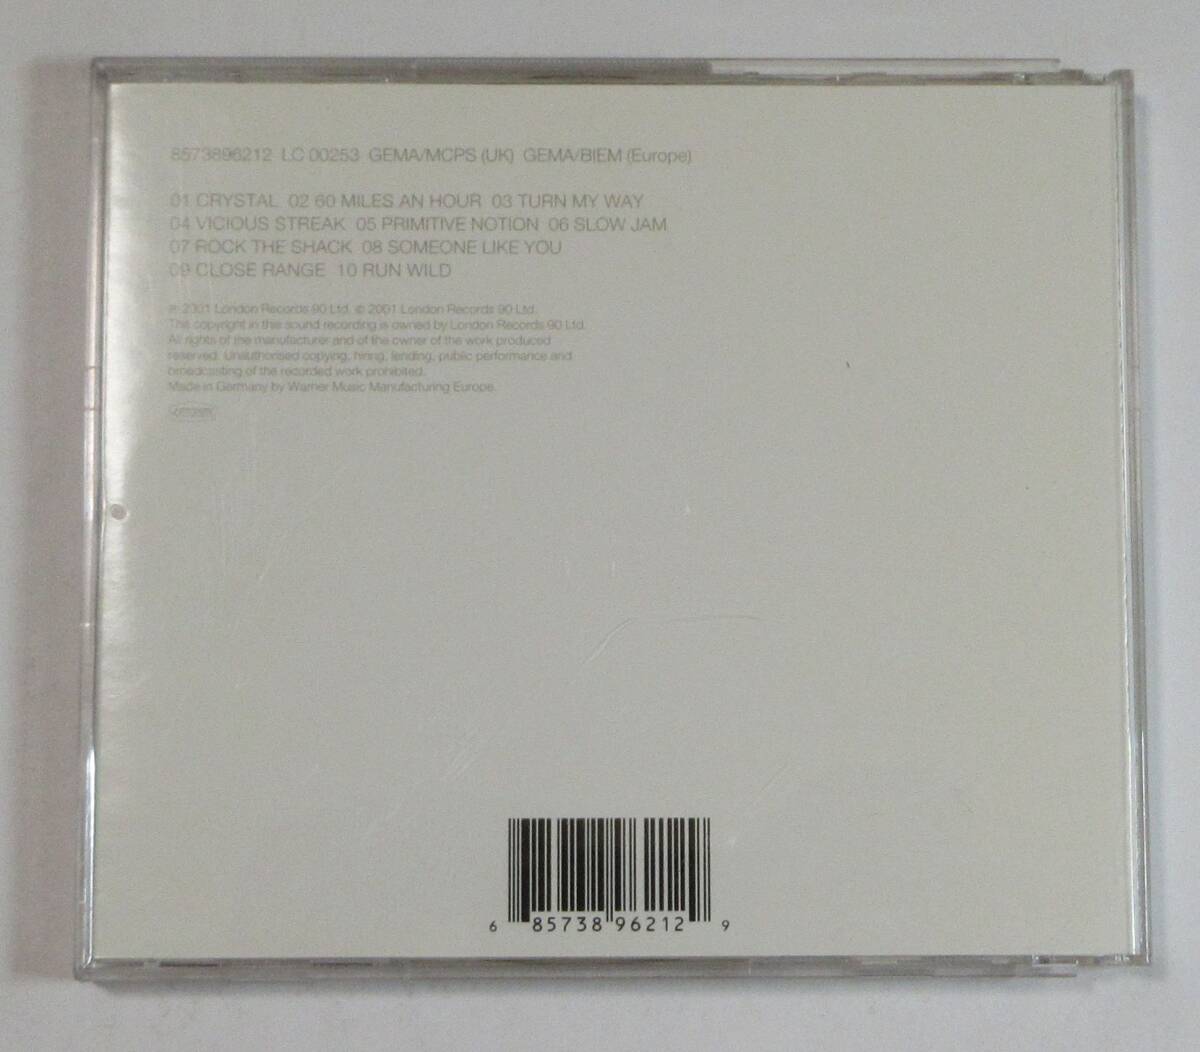 8573896212 LC 00253 GEMA/MCPS (UK) GEMA/BIEM (Europe)
01 CRYSTAL 02 60 MILES AN HOUR 03 TURN MY WAY
04 VICIOUS STREAK 05 PRIMITIVE NOTION 06 SLOW JAM
07 ROCK THE SHACK 08 SOMEONE LIKE YOU
09 CLOSE RANGE 10 RUN WILD
℗ 2001 London Records 90 Ltd. © 2001 London Records 90 Ltd.
The copyright in this sound recording is owned by London Records 90 Ltd.
All rights of the manufacturer and of the owner of the work produced
reserved. Unauthorised copying, hiring, lending, public performance and
broadcasting of the recorded work prohibited.
Made in Germany by Warner Music Manufacturing Europe.
6 85738 96212 9